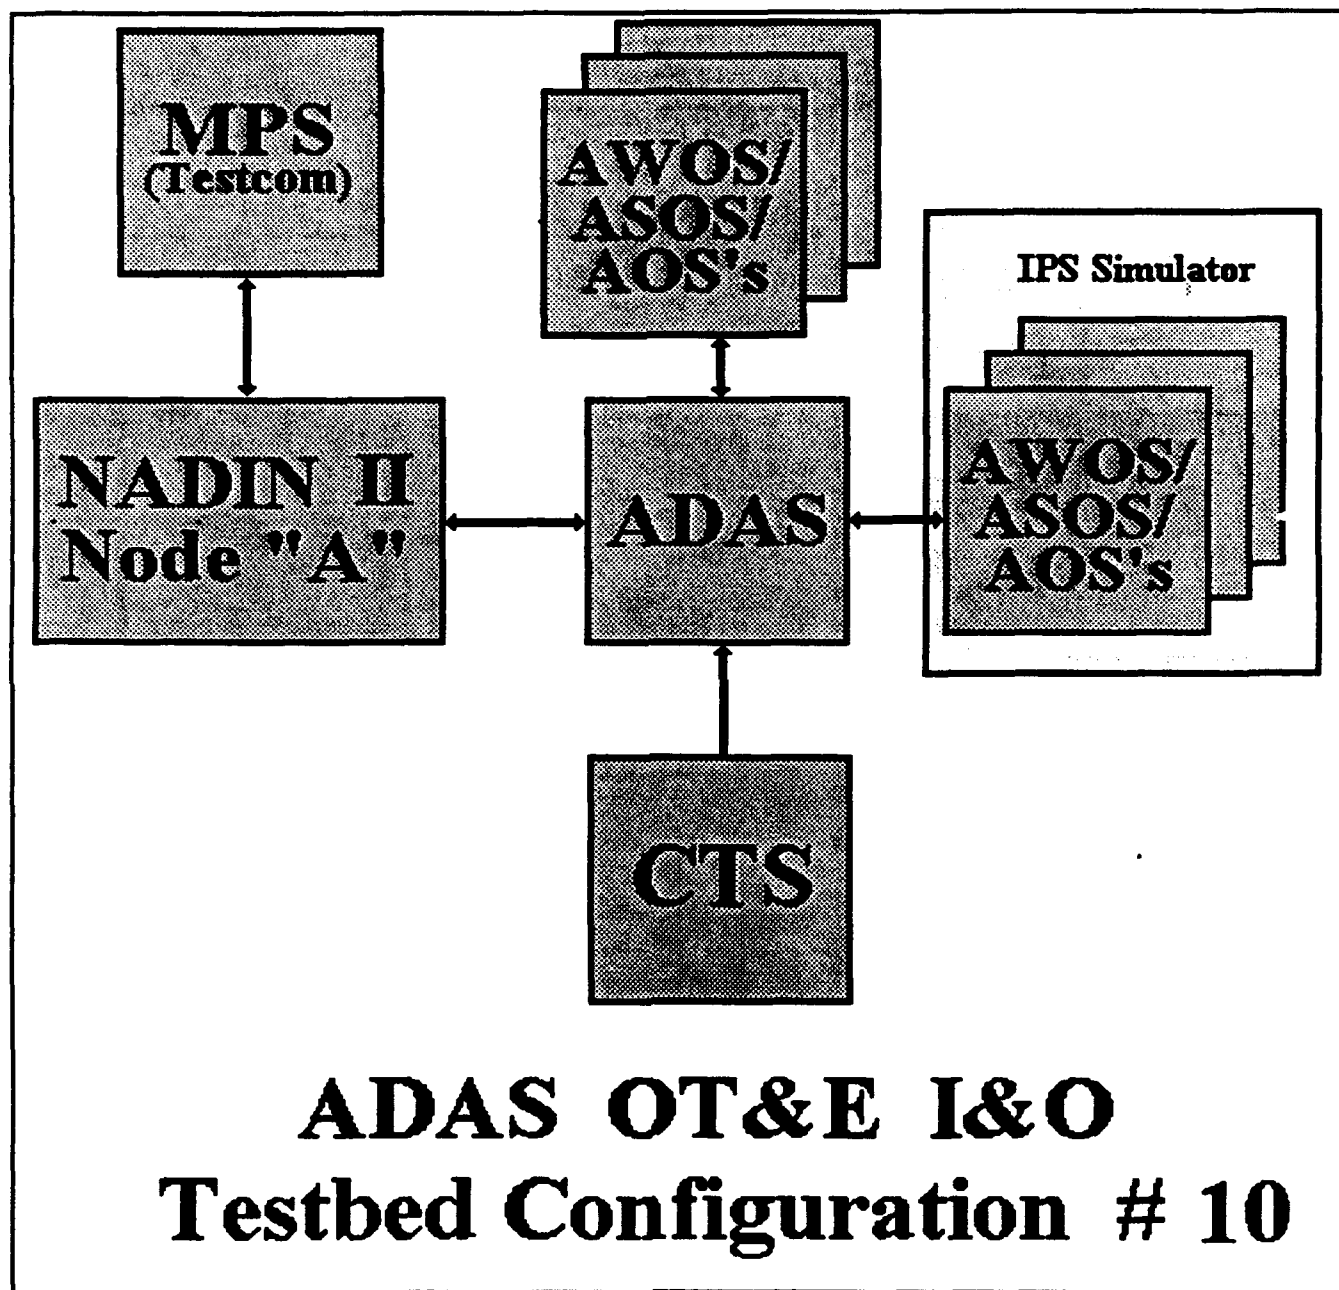 MPS
(Testcom)
AWOS/
ASOS/
AOS's
IPS Simulator
AWOS/
ASOS/
AOS's
NADIN II
Node "A"
ADAS
CTS
ADAS OT&E I&O
Testbed Configuration # 10